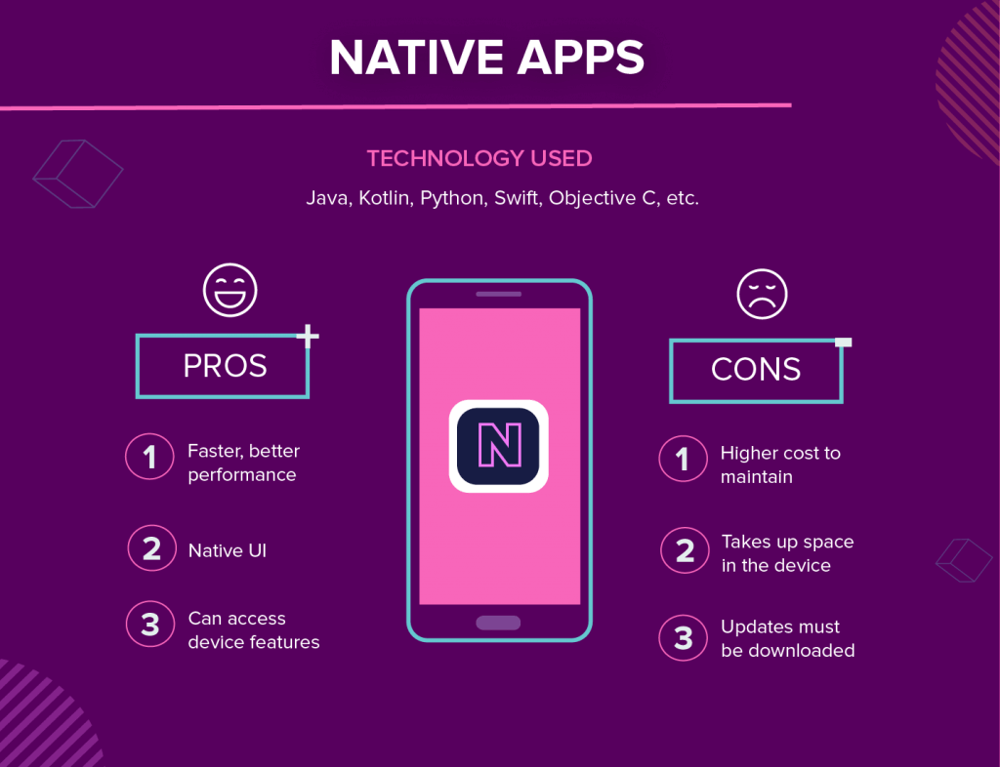 NATIVE APPS
TECHNOLOGY USED
Java, Kotlin, Python, Swift, Objective C, etc.
PROS
1
Faster, better
performance
2
Native UI
3
Can access
device features
N
CONS
1
Higher cost to
maintain
2
Takes up space
in the device
3
Updates must
be downloaded